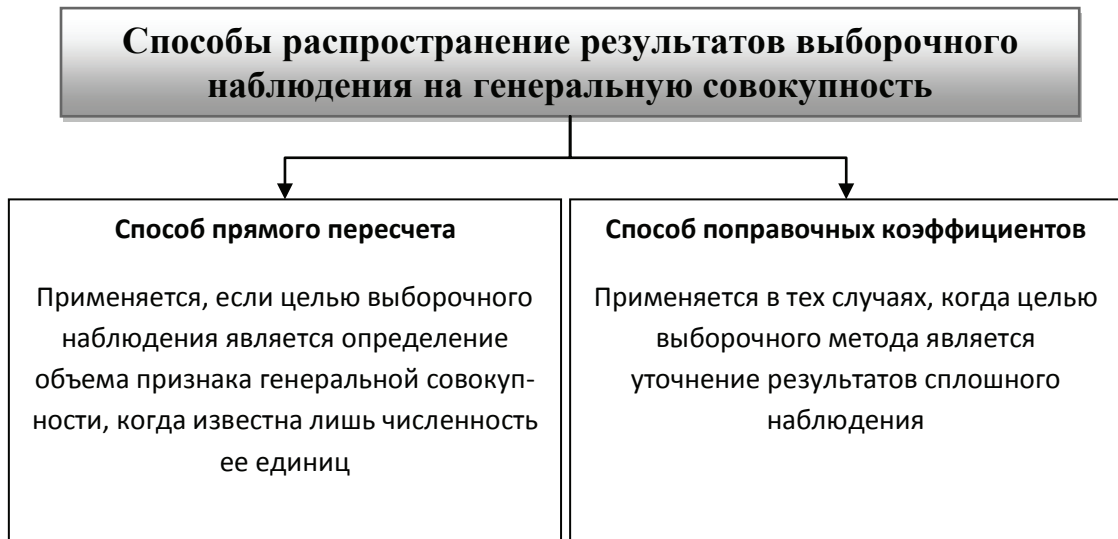 Способы распространение результатов выборочного
наблюдения на генеральную совокупность
Способ прямого пересчета
Применяется, если целью выборочного
наблюдения является определение
объема признака генеральной совокуп-
ности, когда известна лишь численность
ее единиц
Способ поправочных коэффициентов
Применяется в тех случаях, когда целью
выборочного метода является
уточнение результатов сплошного
наблюдения